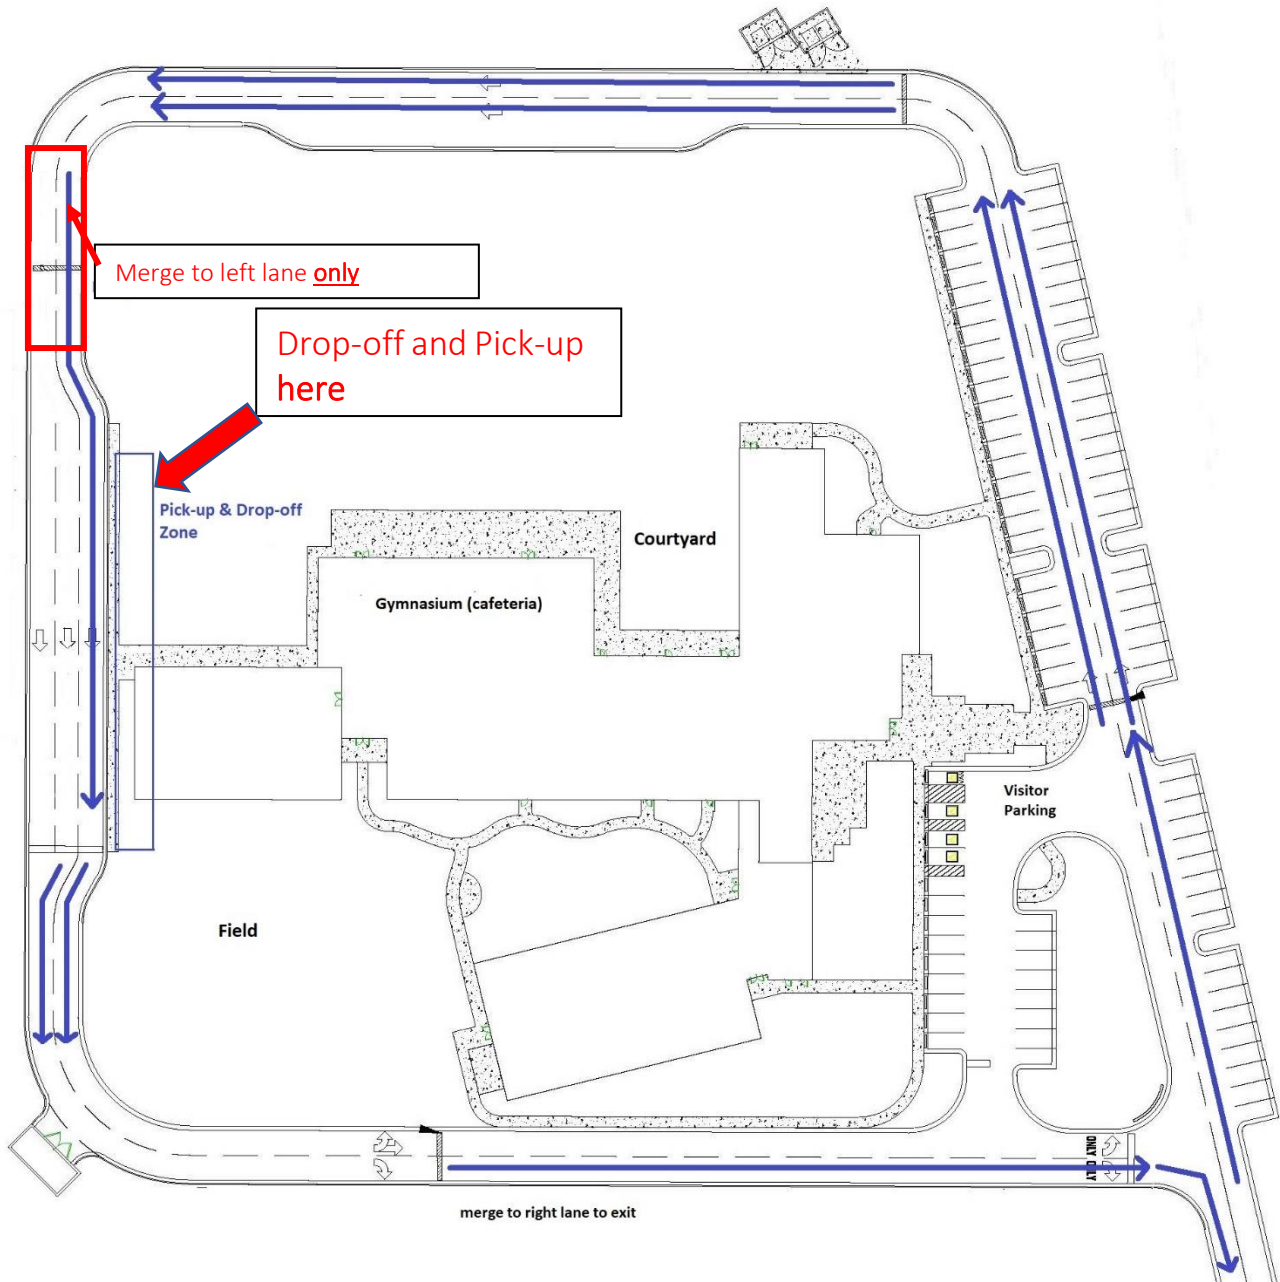 Merge to left lane only
Drop-off and Pick-up
here
Pick-up & Drop-off
Zone
Courtyard
Gymnasium (cafeteria)
Visitor
Parking
Field
ONLY ONLY
merge to right lane to exit